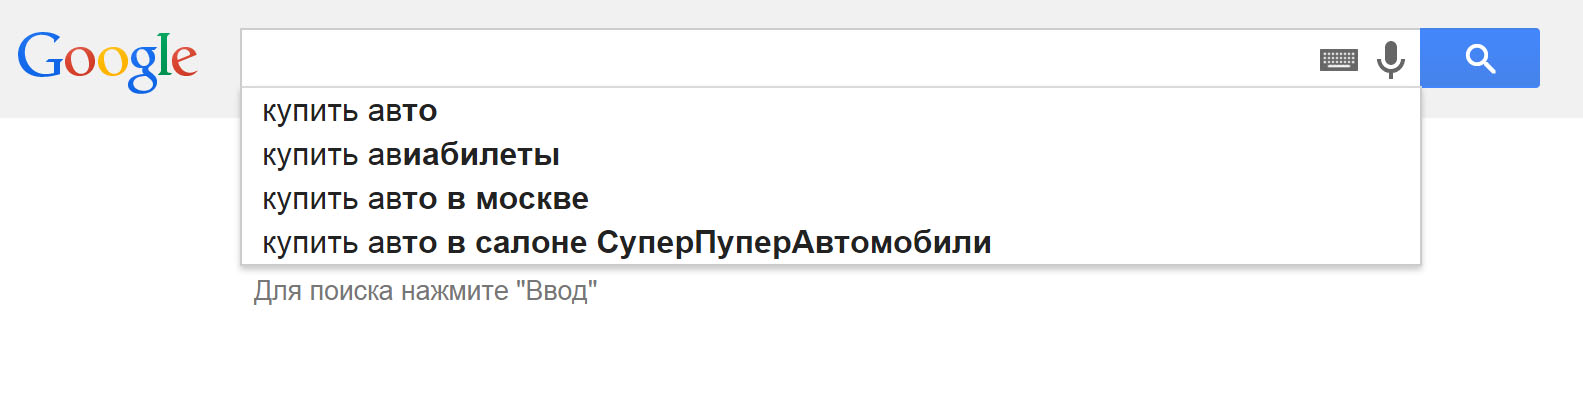 Google
купить авто
купить авиабилеты
купить авто в москве
купить авто в салоне СуперПуперАвтомобили
Для поиска нажмите "Ввод"